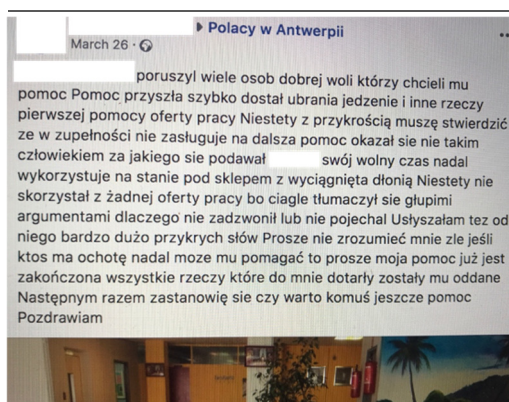 Polacy w Antwerpii
March 26 ·
poruszyl wiele osob dobrej woli którzy chcieli mu
pomoc Pomoc przyszła szybko dostał ubrania jedzenie i inne rzeczy
pierwszej pomocy oferty pracy Niestety z przykrością muszę stwierdzić
ze w zupełności nie zasługuje na dalsza pomoc okazał sie nie takim
człowiekiem za jakiego sie podawał swój wolny czas nadal
wykorzystuje na stanie pod sklepem z wyciągnięta dłonią Niestety nie
skorzystał z żadnej oferty pracy bo ciagle tłumaczył sie głupimi
argumentami dlaczego nie zadzwonił lub nie pojechal Usłyszałam tez od
niego bardzo dużo przykrych słów Prosze nie zrozumieć mnie zle jeśli
ktos ma ochotę nadal moze mu pomagać to prosze moja pomoc już jest
zakończona wszystkie rzeczy które do mnie dotarły zostały mu oddane
Następnym razem zastanowię sie czy warto komuś jeszcze pomoc
Pozdrawiam